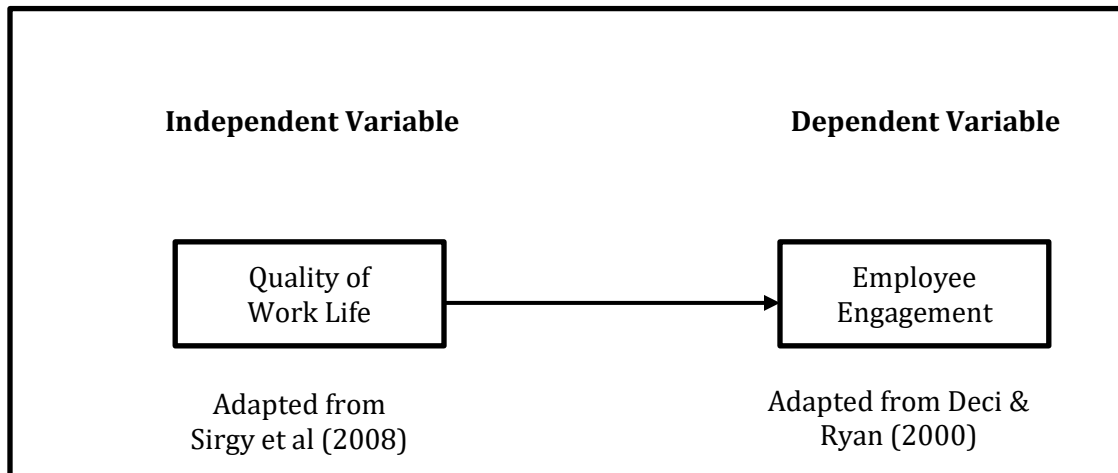 Independent Variable
Dependent Variable
Quality of
Work Life
Employee
Engagement
Adapted from
Sirgy et al (2008)
Adapted from Deci &
Ryan (2000)